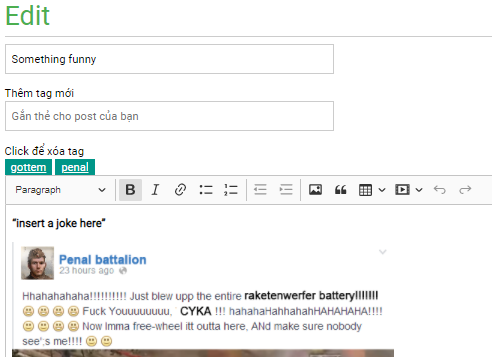 Edit
Something funny
Thêm tag mới
Gắn thẻ cho post của bạn
Click để xóa tag
gottem penal
Paragraph B I
"insert a joke here"
Penal battalion
23 hours ago
Hhahahahaha!!!!!!!!!! Just blew upp the entire raketenwerfer battery!!!!!!!
Fuck Youuuuuuuu, CYKA !!! hahahaHahhahahHAHAHAHA!!!!
Now Imma free-wheel itt outta here, ANd make sure nobody
see';s me!!!!